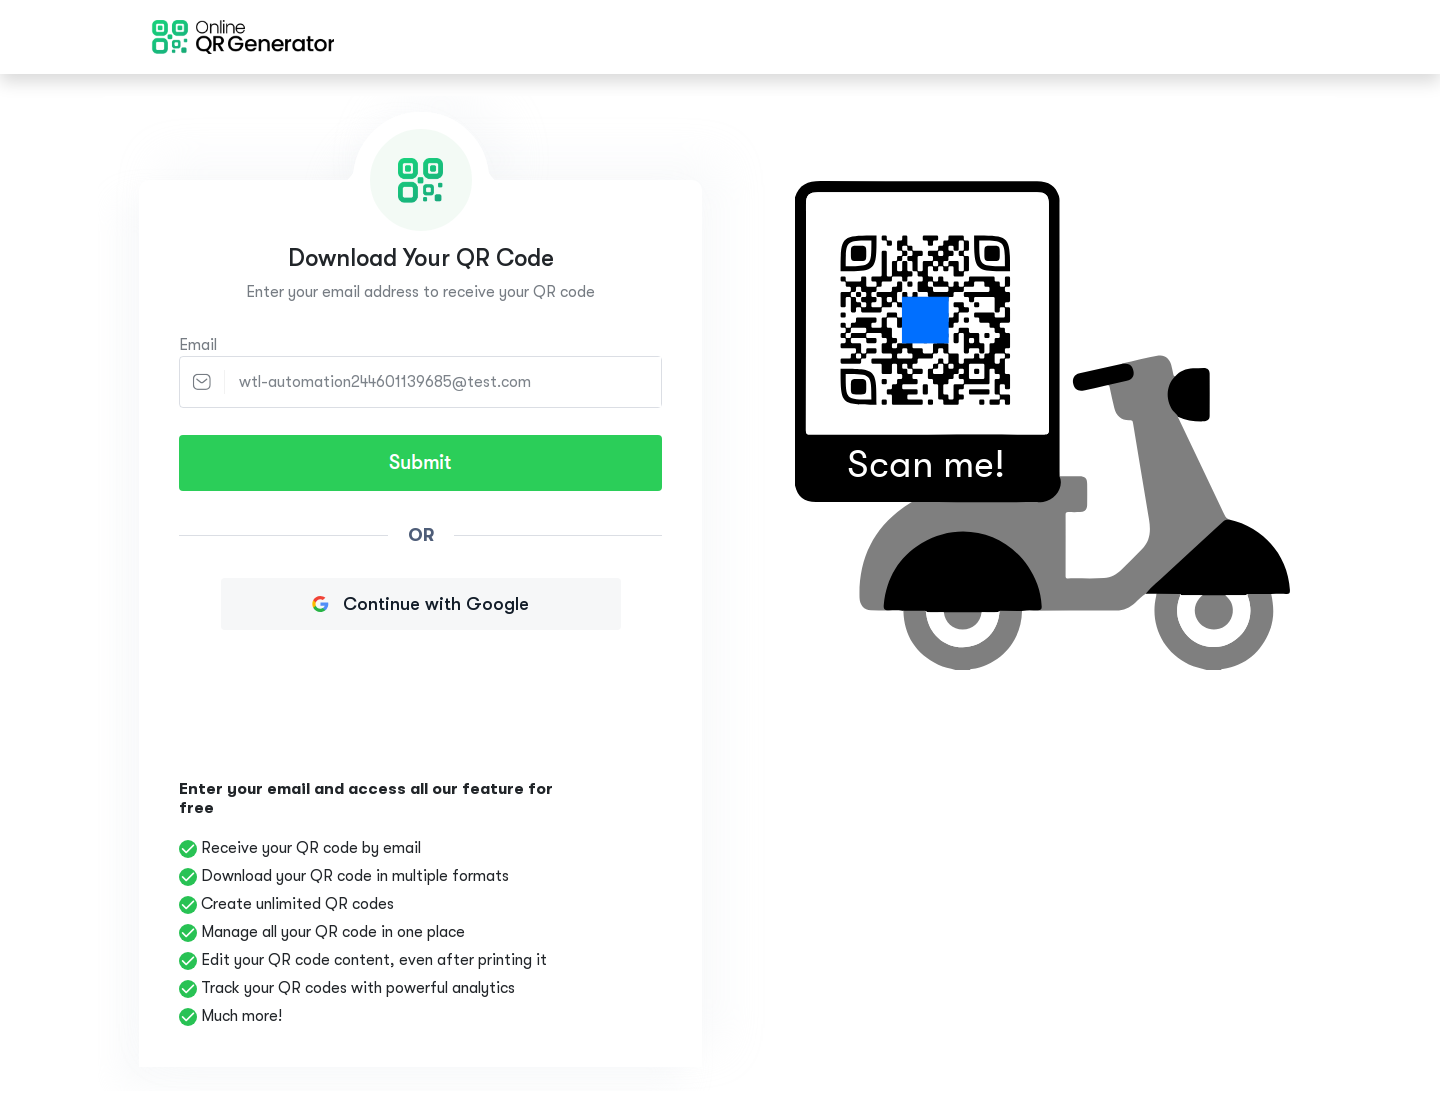 Online
QR Generator
Download Your QR Code
Enter your email address to receive your QR code
Email
wtl-automation244601139685@test.com
Submit
OR
Continue with Google
Scan me!
Enter your email and access all our feature for
free
Receive your QR code by email
Download your QR code in multiple formats
Create unlimited QR codes
Manage all your QR code in one place
Edit your QR code content, even after printing it
Track your QR codes with powerful analytics
Much more!